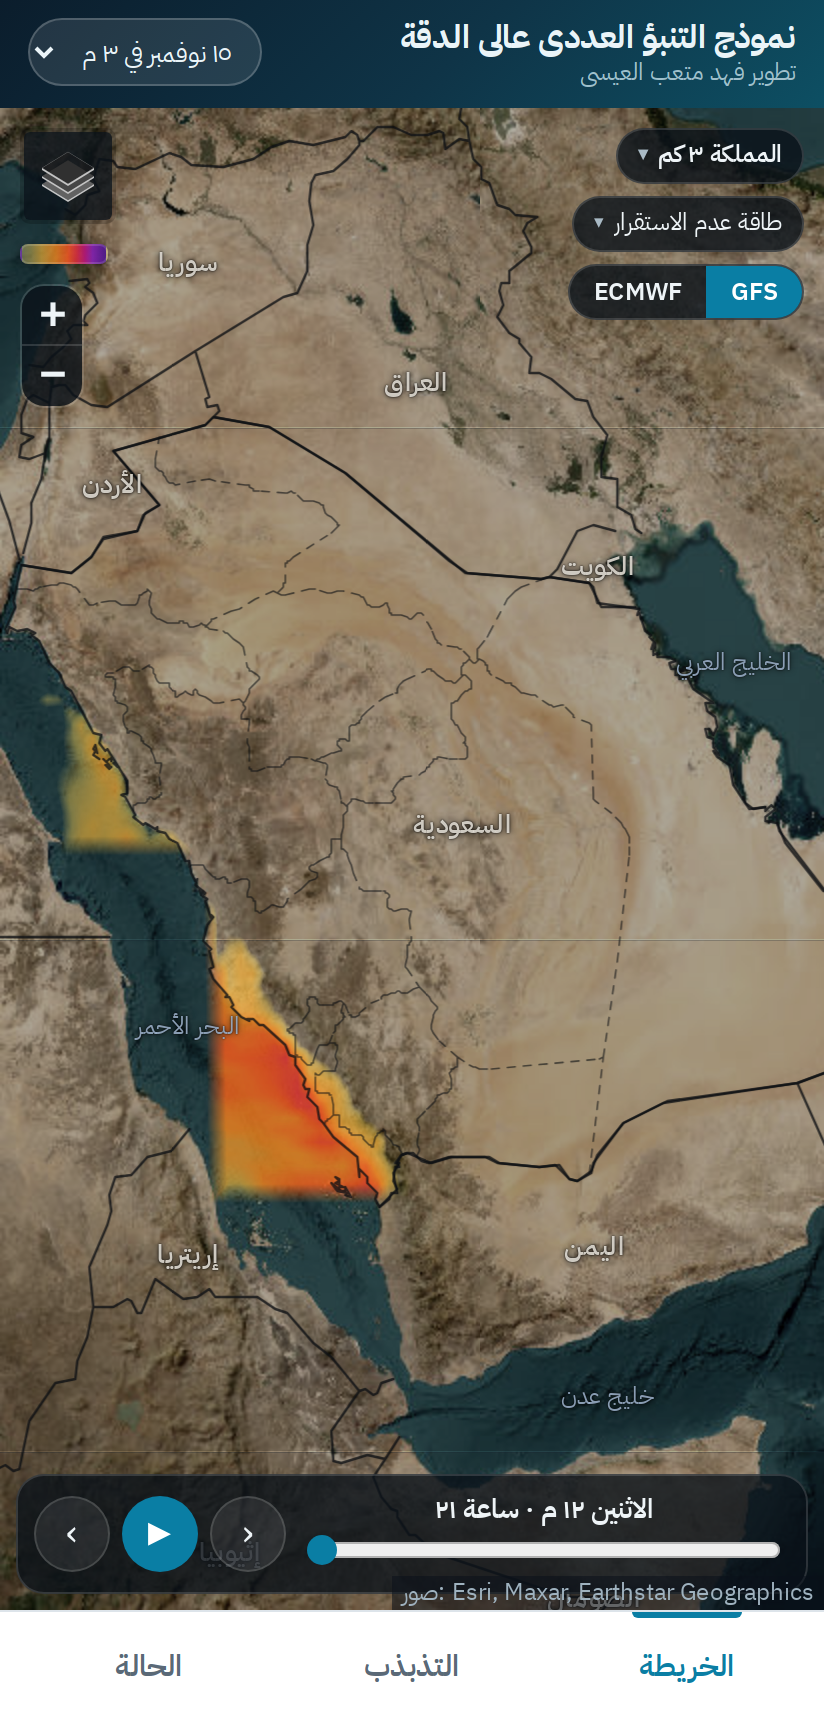 نموذج التنبؤ العددي عالي الدقة
تطوير فهد متعب العيسى
١٥ نوفمبر في ٣ م
المملكة ٣ كم
طاقة عدم الاستقرار
ECMWF
GFS
+
−
سوريا
العراق
الأردن
الكويت
الخليج العربي
السعودية
البحر الأحمر
إريتريا
اليمن
خليج عدن
الاثنين ١٢ م · ساعة ٢١
إثيوبيا
الصومال
صور: Esri, Maxar, Earthstar Geographics
الخريطة
التذبذب
الحالة